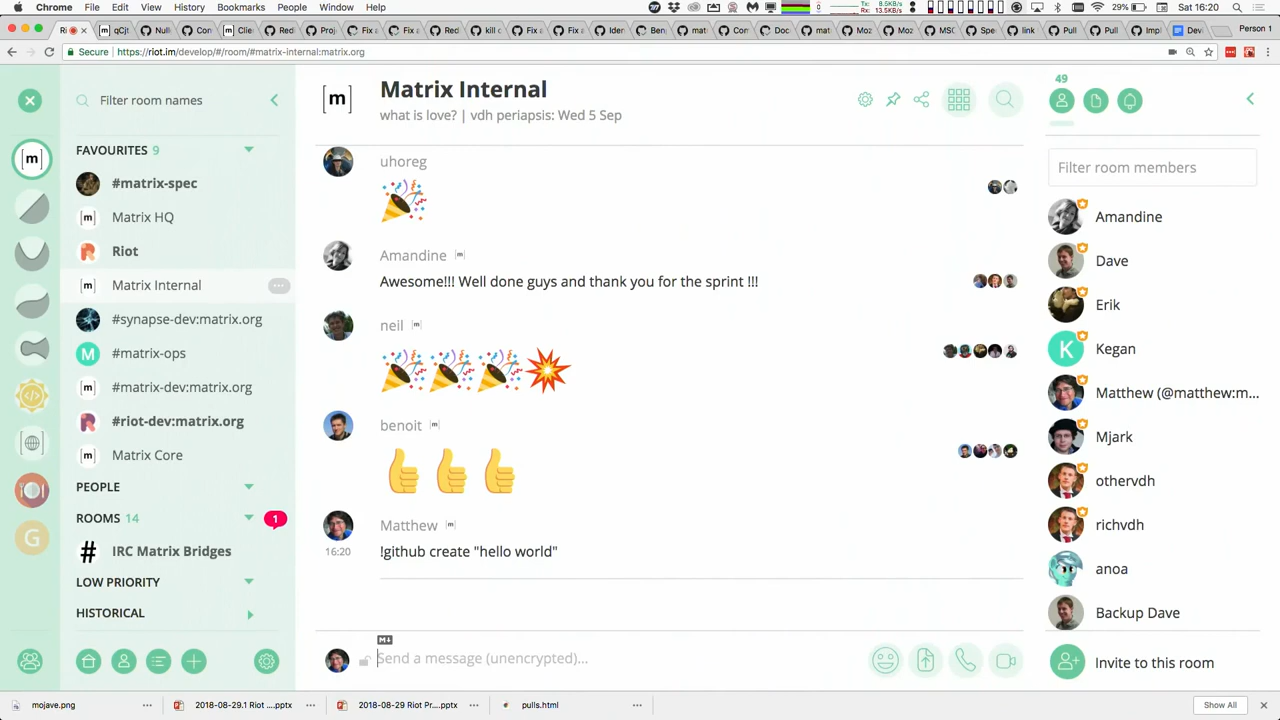 Chrome File Edit View History Bookmarks People Window Help
Tx: 8.5KB/s
Rx: 13.5KB/s
29% Sat 16:20
Person 1
Secure https://riot.im/develop/#/room/#matrix-internal:matrix.org
Filter room names
FAVOURITES 9
#matrix-spec
Matrix HQ
Riot
Matrix Internal
#synapse-dev:matrix.org
M #matrix-ops
#matrix-dev:matrix.org
#riot-dev:matrix.org
Matrix Core
PEOPLE
ROOMS 14 1
# IRC Matrix Bridges
LOW PRIORITY
HISTORICAL
G
[m]
Matrix Internal
what is love? | vdh periapsis: Wed 5 Sep
uhoreg
Amandine [m]
Awesome!!! Well done guys and thank you for the sprint !!!
neil [m]
benoit [m]
Matthew [m]
16:20 !github create "hello world"
Send a message (unencrypted)...
49
Filter room members
Amandine
Dave
Erik
K Kegan
Matthew (@matthew:m...
Mjark
othervdh
richvdh
anoa
Backup Dave
Invite to this room
mojave.png
2018-08-29.1 Riot ....pptx
2018-08-29 Riot Pr....pptx
pulls.html
Show All